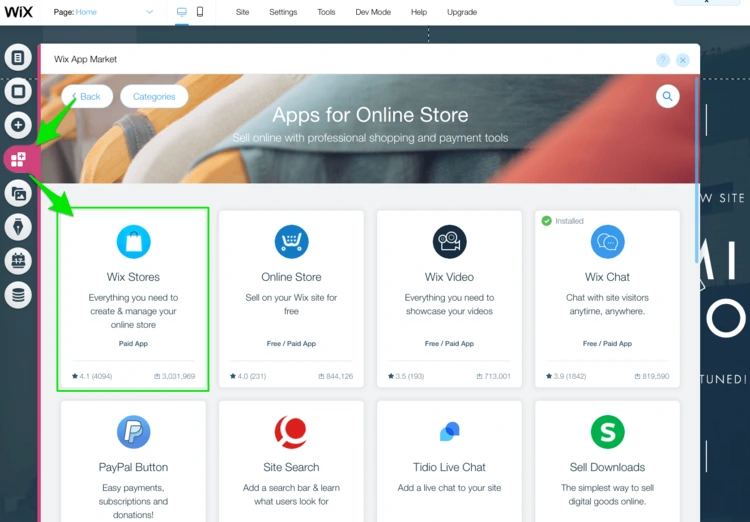 WiX
Page: Home
Site
Settings
Tools
Dev Mode
Help
Upgrade
Wix App Market
?
Back
Categories
Apps for Online Store
Sell online with professional shopping and payment tools
Wix Stores
Everything you need to
create & manage your
online store
Paid App
4.1 (4094)
3,031,969
Online Store
Sell on your Wix site for
free
Free / Paid App
4.0 (231)
844,126
Wix Video
Everything you need to
showcase your videos
Free / Paid App
3.5 (193)
713,001
Installed
Wix Chat
Chat with site visitors
anytime, anywhere.
Free / Paid App
3.9 (1842)
819,590
PayPal Button
Easy payments,
subscriptions and
donations!
Site Search
Add a search bar & learn
what users look for
Tidio Live Chat
Add a live chat to your site
S
Sell Downloads
The simplest way to sell
digital goods online.
W SITE
TUNED!